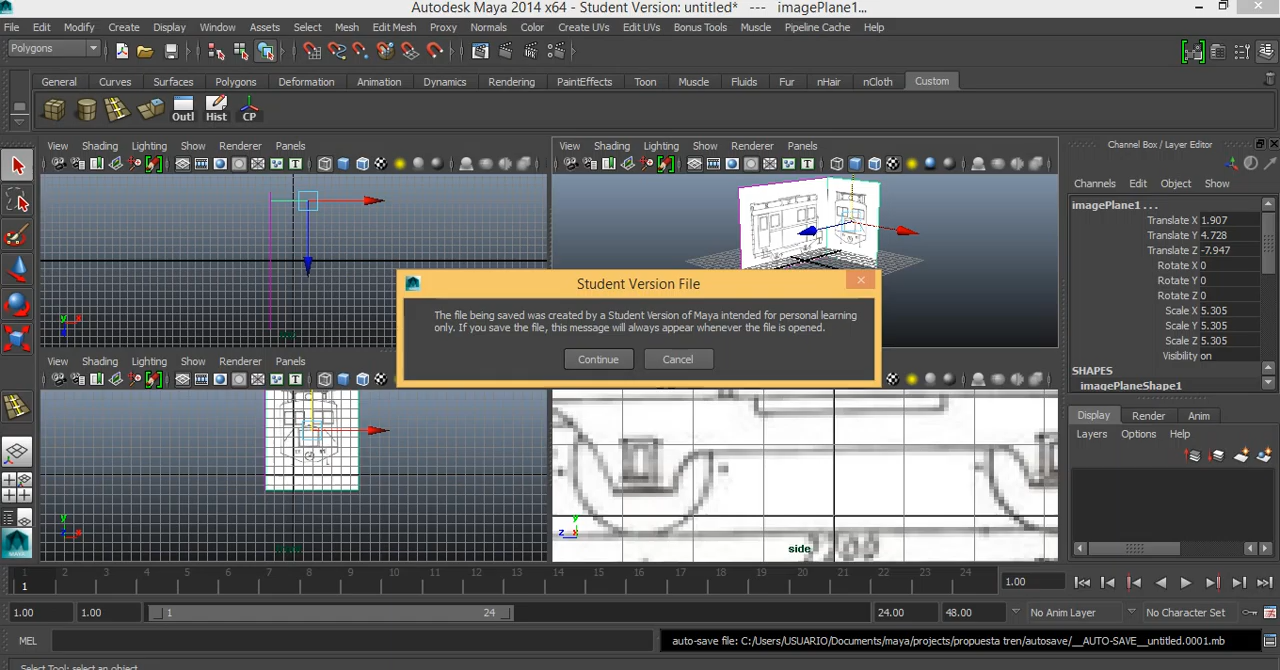 Autodesk Maya 2014 x64 - Student Version: untitled* --- imagePlane1...
File Edit Modify Create Display Window Assets Select Mesh Edit Mesh Proxy Normals Color Create UVs Edit UVs Bonus Tools Muscle Pipeline Cache Help
Polygons
General Curves Surfaces Polygons Deformation Animation Dynamics Rendering PaintEffects Toon Muscle Fluids Fur nHair nCloth Custom
Outl Hist CP
View Shading Lighting Show Renderer Panels
View Shading Lighting Show Renderer Panels
Channel Box / Layer Editor
Channels Edit Object Show
imagePlane1 . . .
Translate X 1.907
Translate Y 4.728
Translate Z -7.947
Rotate X 0
Rotate Y 0
Rotate Z 0
Scale X 5.305
Scale Y 5.305
Scale Z 5.305
Visibility on
SHAPES
imagePlaneShape1
Student Version File
The file being saved was created by a Student Version of Maya intended for personal learning
only. If you save the file, this message will always appear whenever the file is opened.
Continue Cancel
View Shading Lighting Show Renderer Panels
Display Render Anim
Layers Options Help
y x
z
y
z x
side
1 2 3 4 5 6 7 8 9 10 11 12 13 14 15 16 17 18 19 20 21 22 23 24
1
1.00
1.00 1.00 1 24 24.00 48.00 No Anim Layer No Character Set
MEL auto-save file: C:/Users/USUARIO/Documents/maya/projects/propuesta tren/autosave/__AUTO-SAVE__untitled.0001.mb
Select Tool: select an object